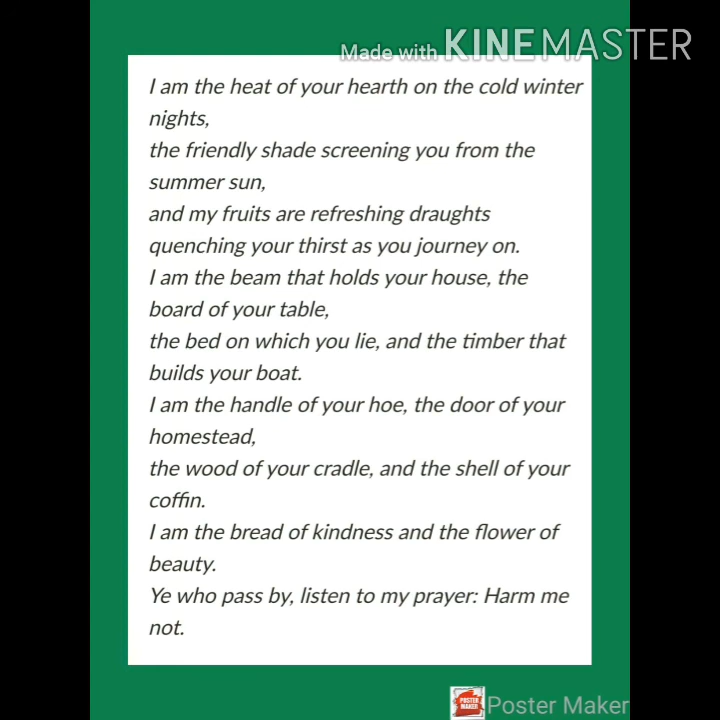 Made with KINEMASTER
I am the heat of your hearth on the cold winter
nights,
the friendly shade screening you from the
summer sun,
and my fruits are refreshing draughts
quenching your thirst as you journey on.
I am the beam that holds your house, the
board of your table,
the bed on which you lie, and the timber that
builds your boat.
I am the handle of your hoe, the door of your
homestead,
the wood of your cradle, and the shell of your
coffin.
I am the bread of kindness and the flower of
beauty.
Ye who pass by, listen to my prayer: Harm me
not.
POSTER
MAKER
Poster Maker